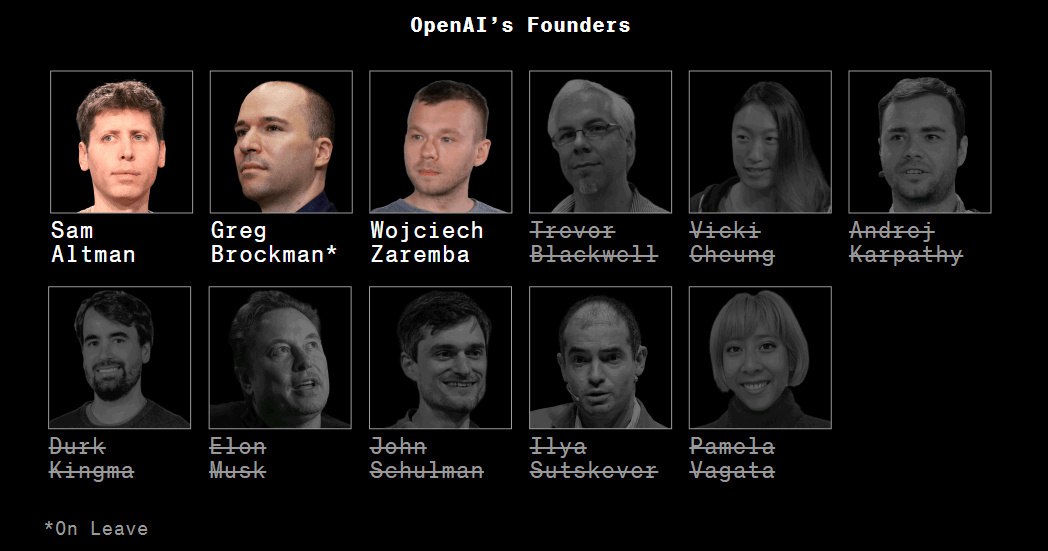 OpenAI’s Founders
Sam
Altman
Greg
Brockman*
Wojciech
Zaremba
Trevor
Blackwell
Vicki
Cheung
Andrej
Karpathy
Durk
Kingma
Elon
Musk
John
Schulman
Ilya
Sutskever
Pamela
Vagata
*On Leave